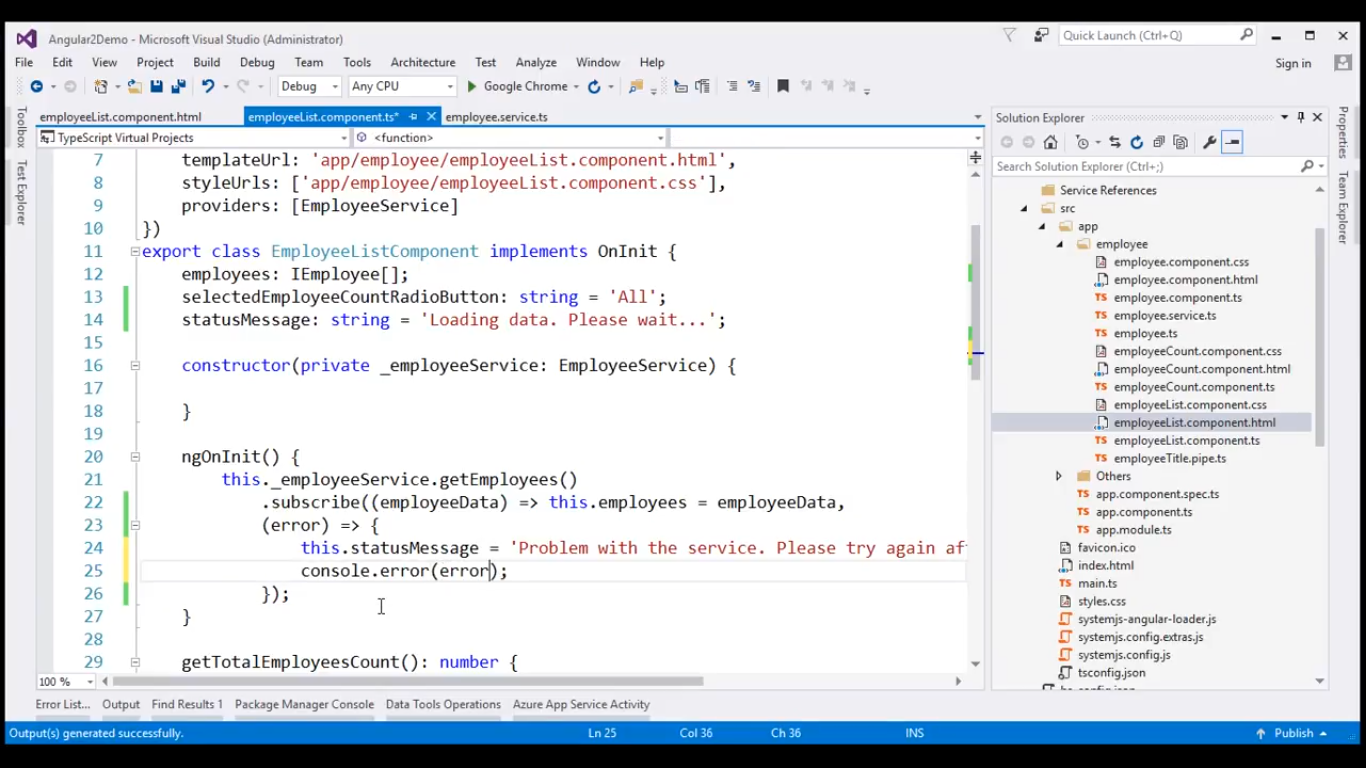 Angular2Demo - Microsoft Visual Studio (Administrator)
Quick Launch (Ctrl+Q)
File Edit View Project Build Debug Team Tools Architecture Test Analyze Window Help
Sign in
Debug Any CPU Google Chrome
employeeList.component.html employeeList.component.ts* employee.service.ts
TypeScript Virtual Projects <function>
Toolbox
Test Explorer
7 templateUrl: 'app/employee/employeeList.component.html',
8 styleUrls: ['app/employee/employeeList.component.css'],
9 providers: [EmployeeService]
10 })
11 export class EmployeeListComponent implements OnInit {
12 employees: IEmployee[];
13 selectedEmployeeCountRadioButton: string = 'All';
14 statusMessage: string = 'Loading data. Please wait...';
15
16 constructor(private _employeeService: EmployeeService) {
17
18 }
19
20 ngOnInit() {
21 this._employeeService.getEmployees()
22 .subscribe((employeeData) => this.employees = employeeData,
23 (error) => {
24 this.statusMessage = 'Problem with the service. Please try again af
25 console.error(error);
26 });
27 }
28
29 getTotalEmployeesCount(): number {
100 %
Solution Explorer
Search Solution Explorer (Ctrl+;)
Service References
src
app
employee
employee.component.css
employee.component.html
TS employee.component.ts
TS employee.service.ts
TS employee.ts
employeeCount.component.css
employeeCount.component.html
TS employeeCount.component.ts
employeeList.component.css
employeeList.component.html
TS employeeList.component.ts
TS employeeTitle.pipe.ts
Others
TS app.component.spec.ts
TS app.component.ts
TS app.module.ts
favicon.ico
index.html
TS main.ts
styles.css
systemjs-angular-loader.js
systemjs.config.extras.js
systemjs.config.js
tsconfig.json
Properties
Team Explorer
Error List... Output Find Results 1 Package Manager Console Data Tools Operations Azure App Service Activity
Output(s) generated successfully. Ln 25 Col 36 Ch 36 INS Publish